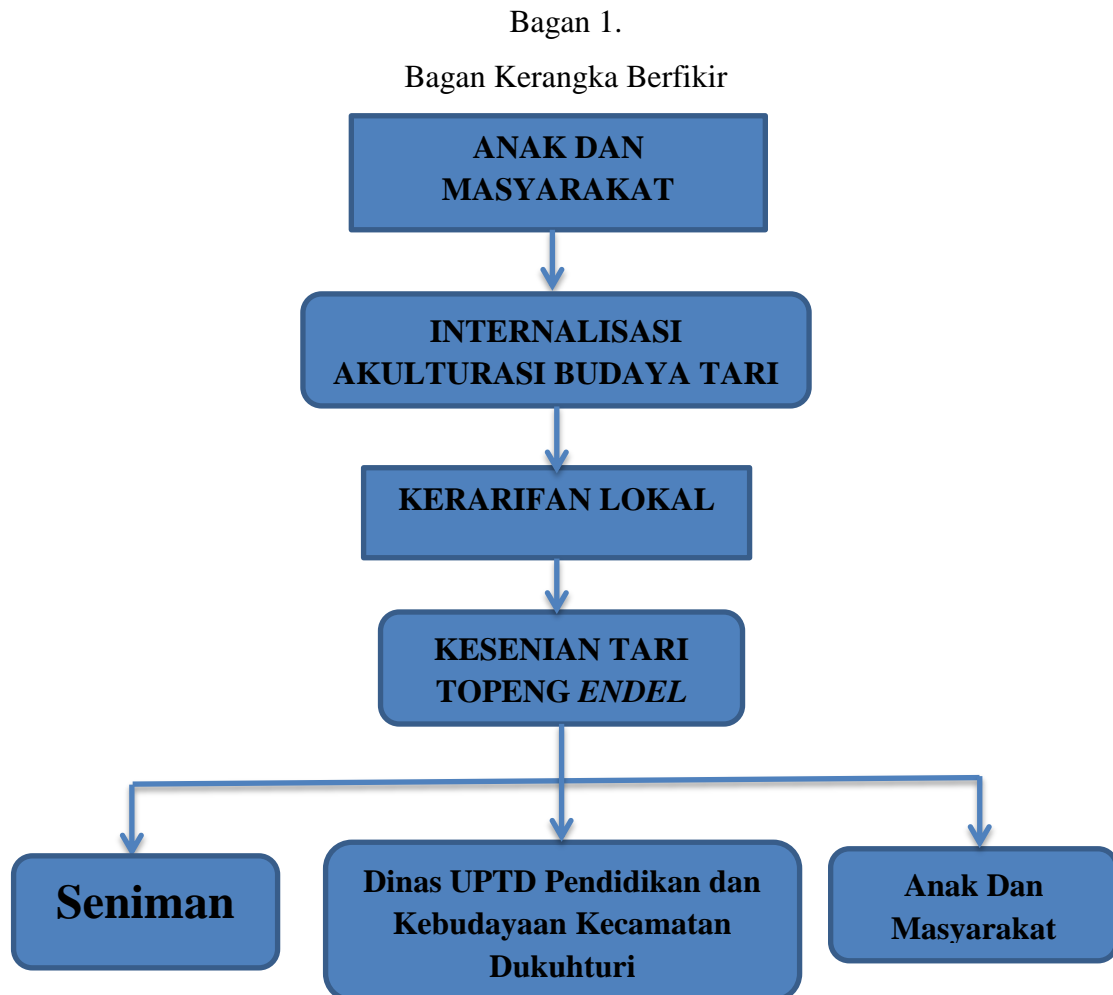 Bagan 1.
Bagan Kerangka Berfikir
ANAK DAN
MASYARAKAT
INTERNALISASI
AKULTURASI BUDAYA TARI
KERARIFAN LOKAL
KESENIAN TARI
TOPENG ENDEL
Seniman
Dinas UPTD Pendidikan dan
Kebudayaan Kecamatan
Dukuhturi
Anak Dan
Masyarakat